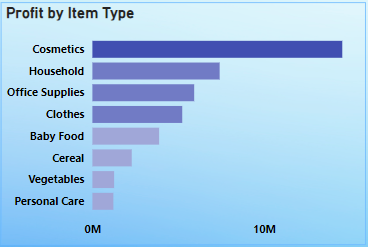 Profit by Item Type
Cosmetics
Household
Office Supplies
Clothes
Baby Food
Cereal
Vegetables
Personal Care
0M 10M